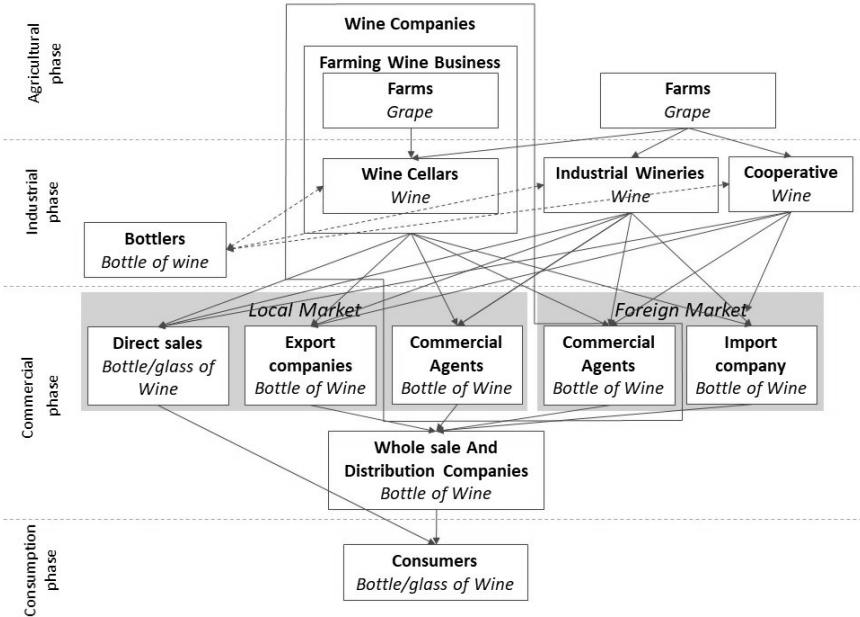 Agricultural
phase
Wine Companies
Farming Wine Business
Farms
Grape
Farms
Grape
Industrial
phase
Wine Cellars
Wine
Industrial Wineries
Wine
Cooperative
Wine
Bottlers
Bottle of wine
Commercial
phase
Local Market
Foreign Market
Direct sales
Bottle/glass of
Wine
Export
companies
Bottle of Wine
Commercial
Agents
Bottle of Wine
Commercial
Agents
Bottle of Wine
Import
company
Bottle of Wine
Whole sale And
Distribution Companies
Bottle of Wine
Consumption
phase
Consumers
Bottle/glass of Wine